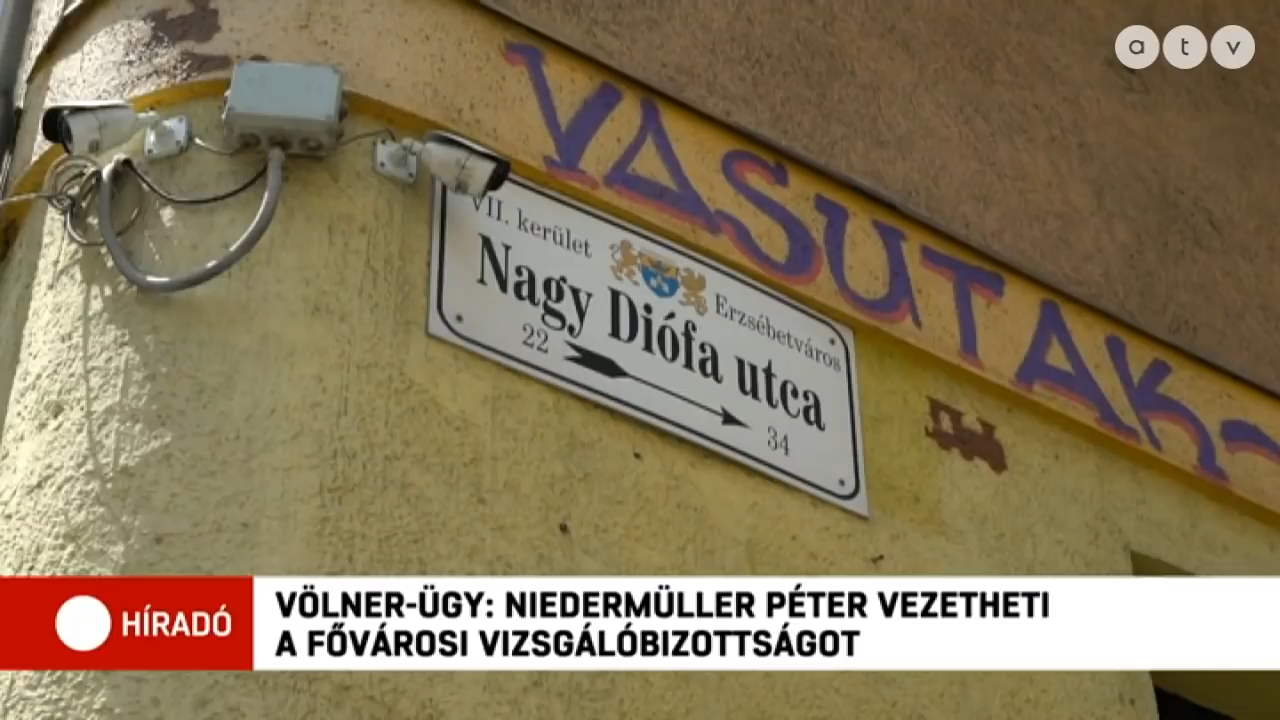 atv
VASUTAK
VII. kerület
Erzsébetváros
Nagy Diófa utca
22
34
HÍRADÓ
VÖLNER-ÜGY: NIEDERMÜLLER PÉTER VEZETHETI
A FŐVÁROSI VIZSGÁLÓBIZOTTSÁGOT